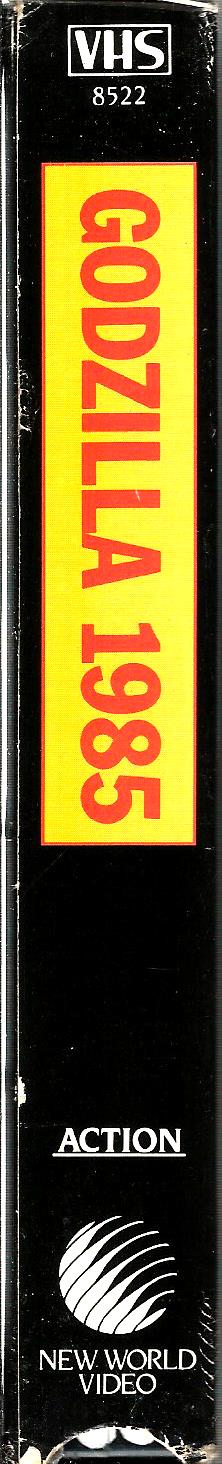 VHS
8522
GODZILLA 1985
ACTION
NEW WORLD
VIDEO